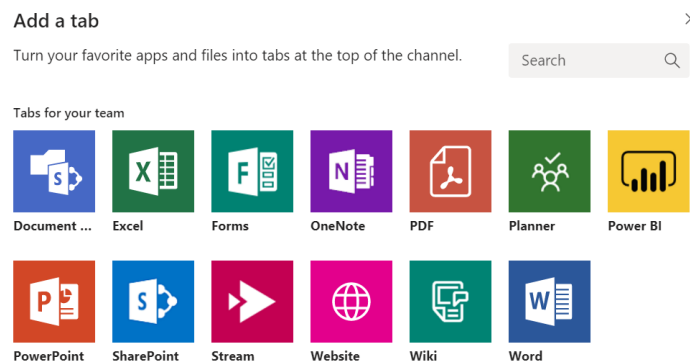 Add a tab
Turn your favorite apps and files into tabs at the top of the channel.
Search
Tabs for your team
Document ... Excel Forms OneNote PDF Planner Power BI
PowerPoint SharePoint Stream Website Wiki Word